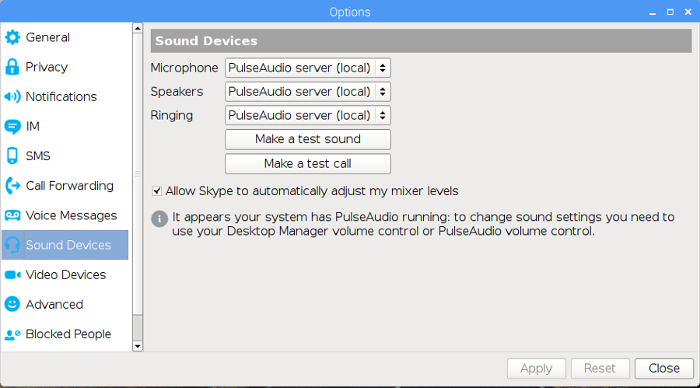 Options
General
Privacy
Notifications
IM
SMS
Call Forwarding
Voice Messages
Sound Devices
Video Devices
Advanced
Blocked People
Sound Devices
Microphone PulseAudio server (local)
Speakers PulseAudio server (local)
Ringing PulseAudio server (local)
Make a test sound
Make a test call
Allow Skype to automatically adjust my mixer levels
It appears your system has PulseAudio running: to change sound settings you need to
use your Desktop Manager volume control or PulseAudio volume control.
Apply Reset Close